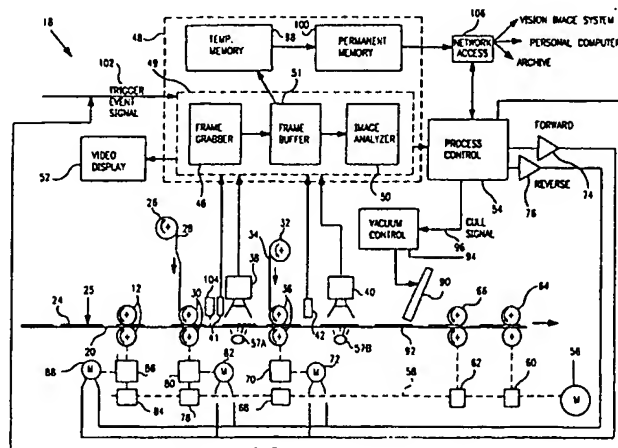 18
48
TEMP. MEMORY
98
100
PERMANENT MEMORY
106
NETWORK ACCESS
VISION IMAGE SYSTEM
PERSONAL COMPUTER
ARCHIVE
102
TRIGGER EVENT SIGNAL
49
51
FRAME GRABBER
46
FRAME BUFFER
IMAGE ANALYZER
50
VIDEO DISPLAY
52
PROCESS CONTROL
54
FORWARD
74
REVERSE
76
CULL SIGNAL
96
VACUUM CONTROL
94
26
28
34
32
104
38
40
90
24
25
12
30
41
36
42
66
64
20
57A
57B
92
88
86
80
M
82
70
M
72
58
62
60
56
M
M
84
78
68